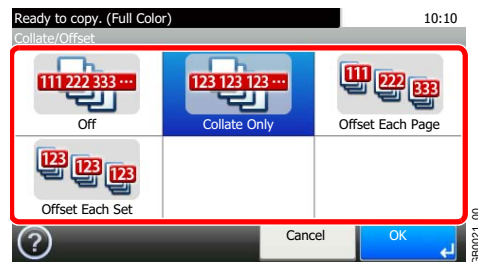 Ready to copy. (Full Color) 10:10
Collate/Offset
111 222 333 ···
123 123 123 ···
111 222 333
Off
Collate Only
Offset Each Page
123 123 123
Offset Each Set
?
Cancel
OK
GB0021_00